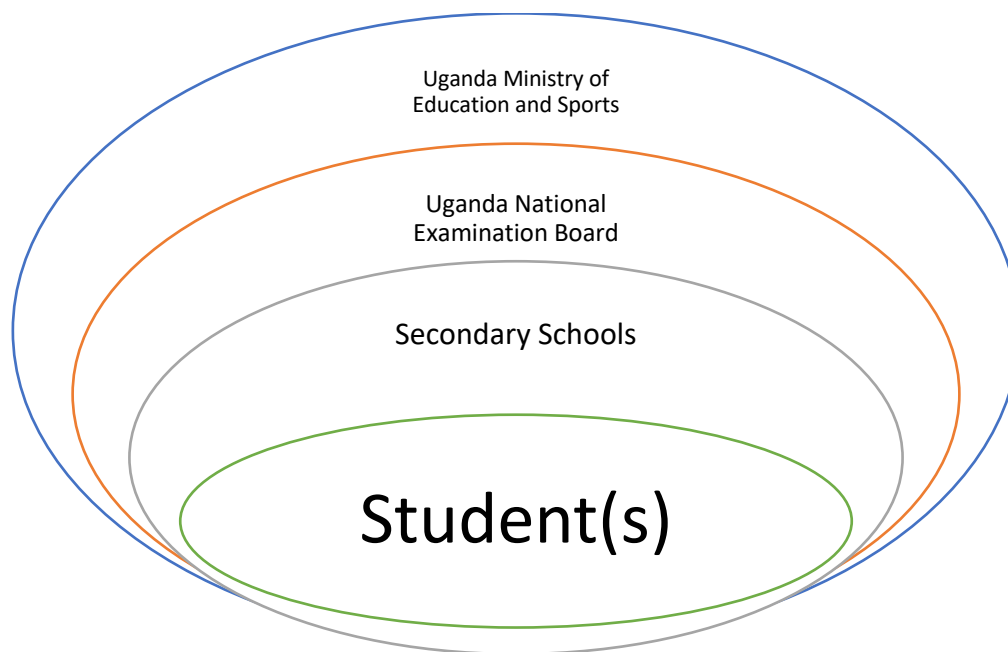 Uganda Ministry of
Education and Sports
Uganda National
Examination Board
Secondary Schools
Student(s)